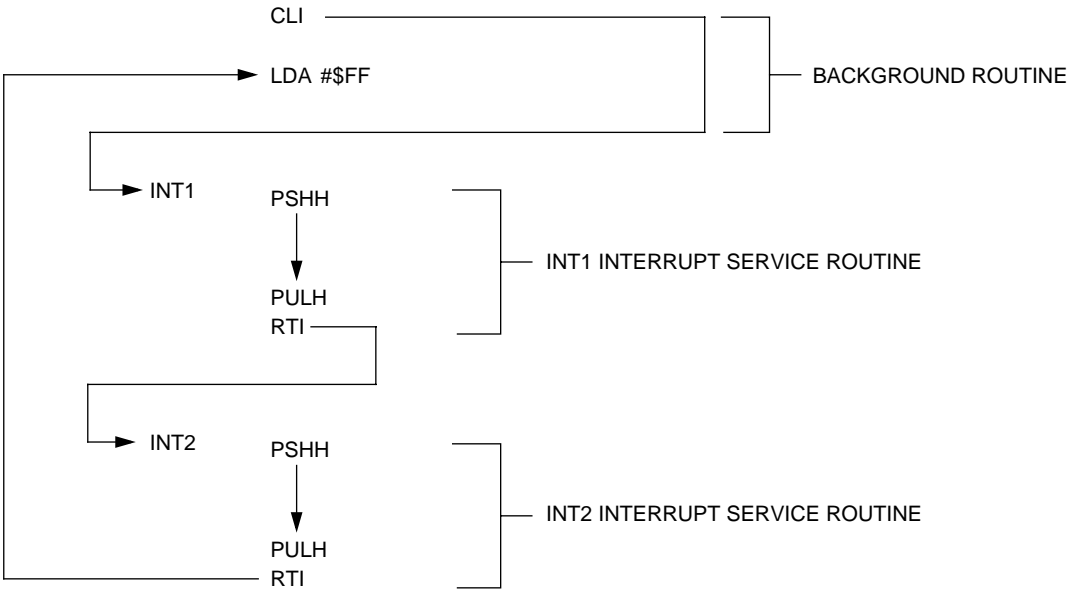 CLI
LDA #$FF
BACKGROUND ROUTINE
INT1
PSHH
INT1 INTERRUPT SERVICE ROUTINE
PULH
RTI
INT2
PSHH
INT2 INTERRUPT SERVICE ROUTINE
PULH
RTI